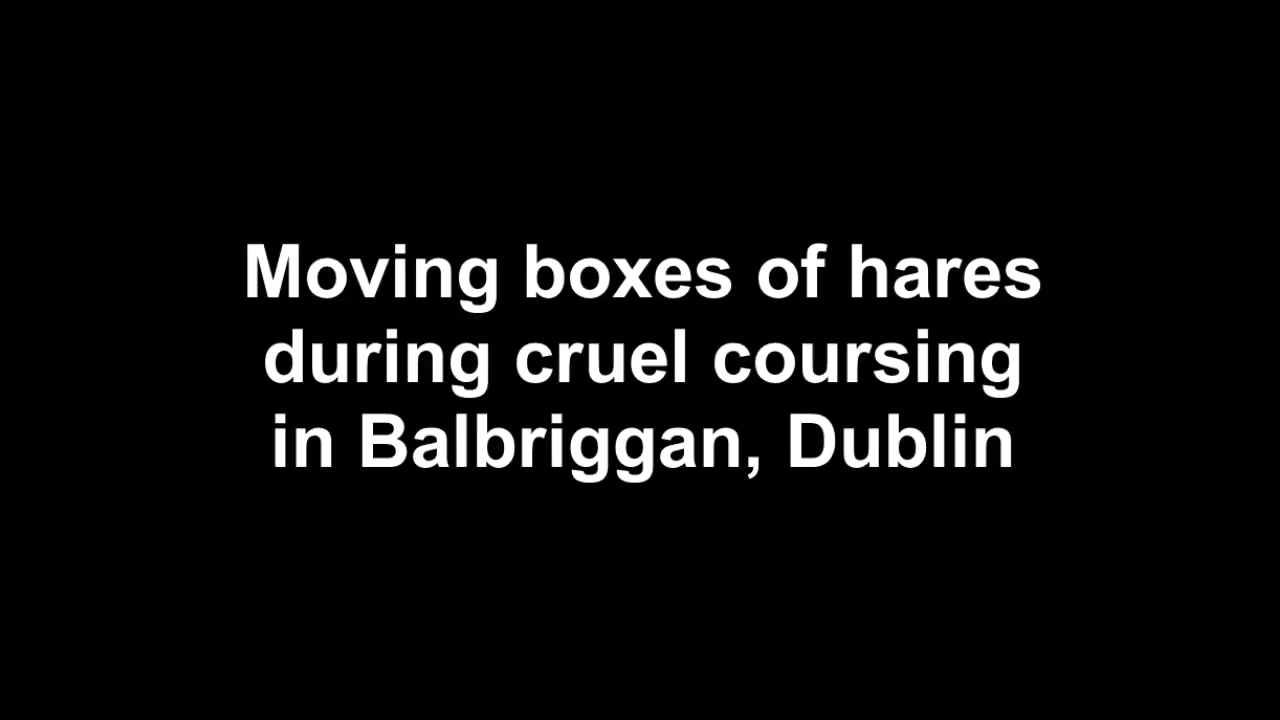 Moving boxes of hares
during cruel coursing
in Balbriggan, Dublin